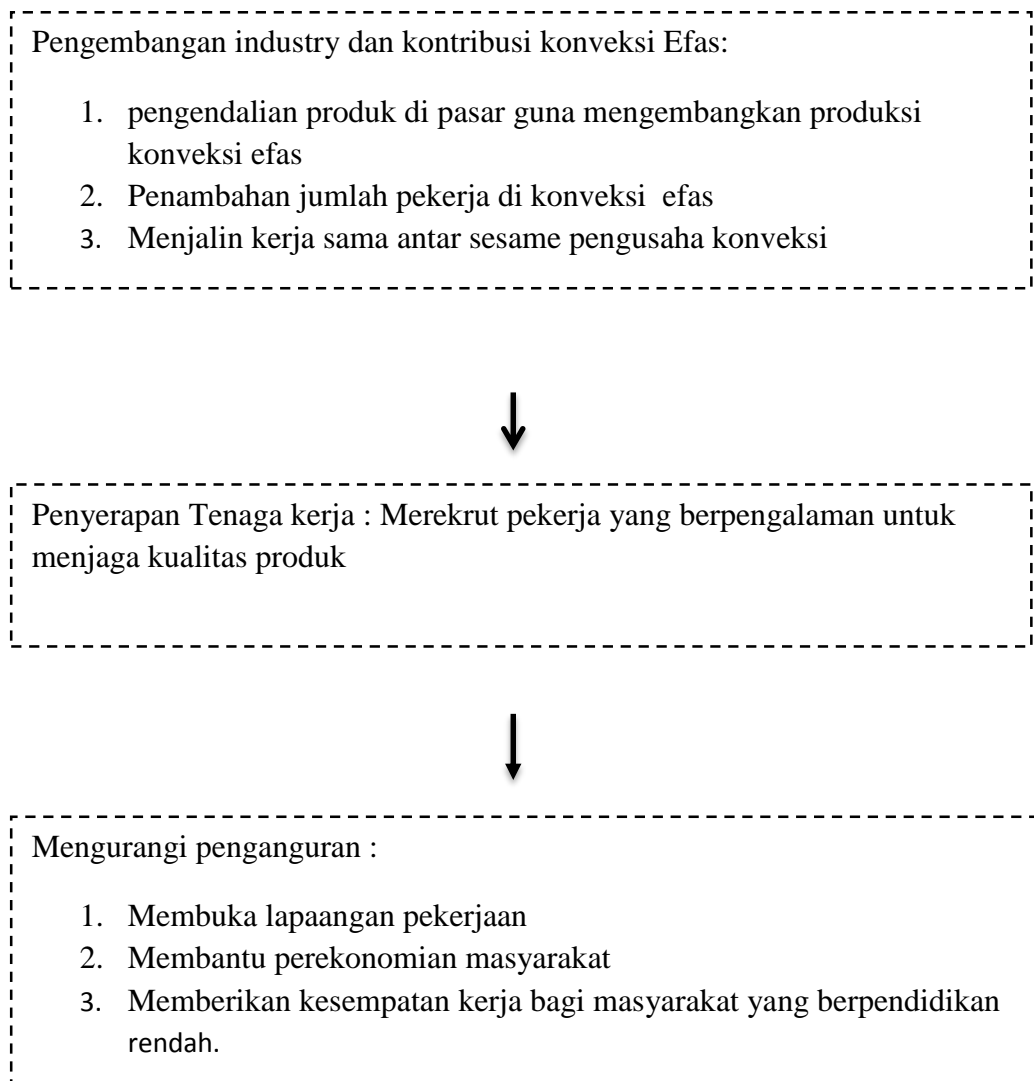 Pengembangan industry dan kontribusi konveksi Efas:
1. pengendalian produk di pasar guna mengembangkan produksi
konveksi efas
2. Penambahan jumlah pekerja di konveksi efas
3. Menjalin kerja sama antar sesame pengusaha konveksi
Penyerapan Tenaga kerja : Merekrut pekerja yang berpengalaman untuk
menjaga kualitas produk
Mengurangi penganguran :
1. Membuka lapaangan pekerjaan
2. Membantu perekonomian masyarakat
3. Memberikan kesempatan kerja bagi masyarakat yang berpendidikan
rendah.